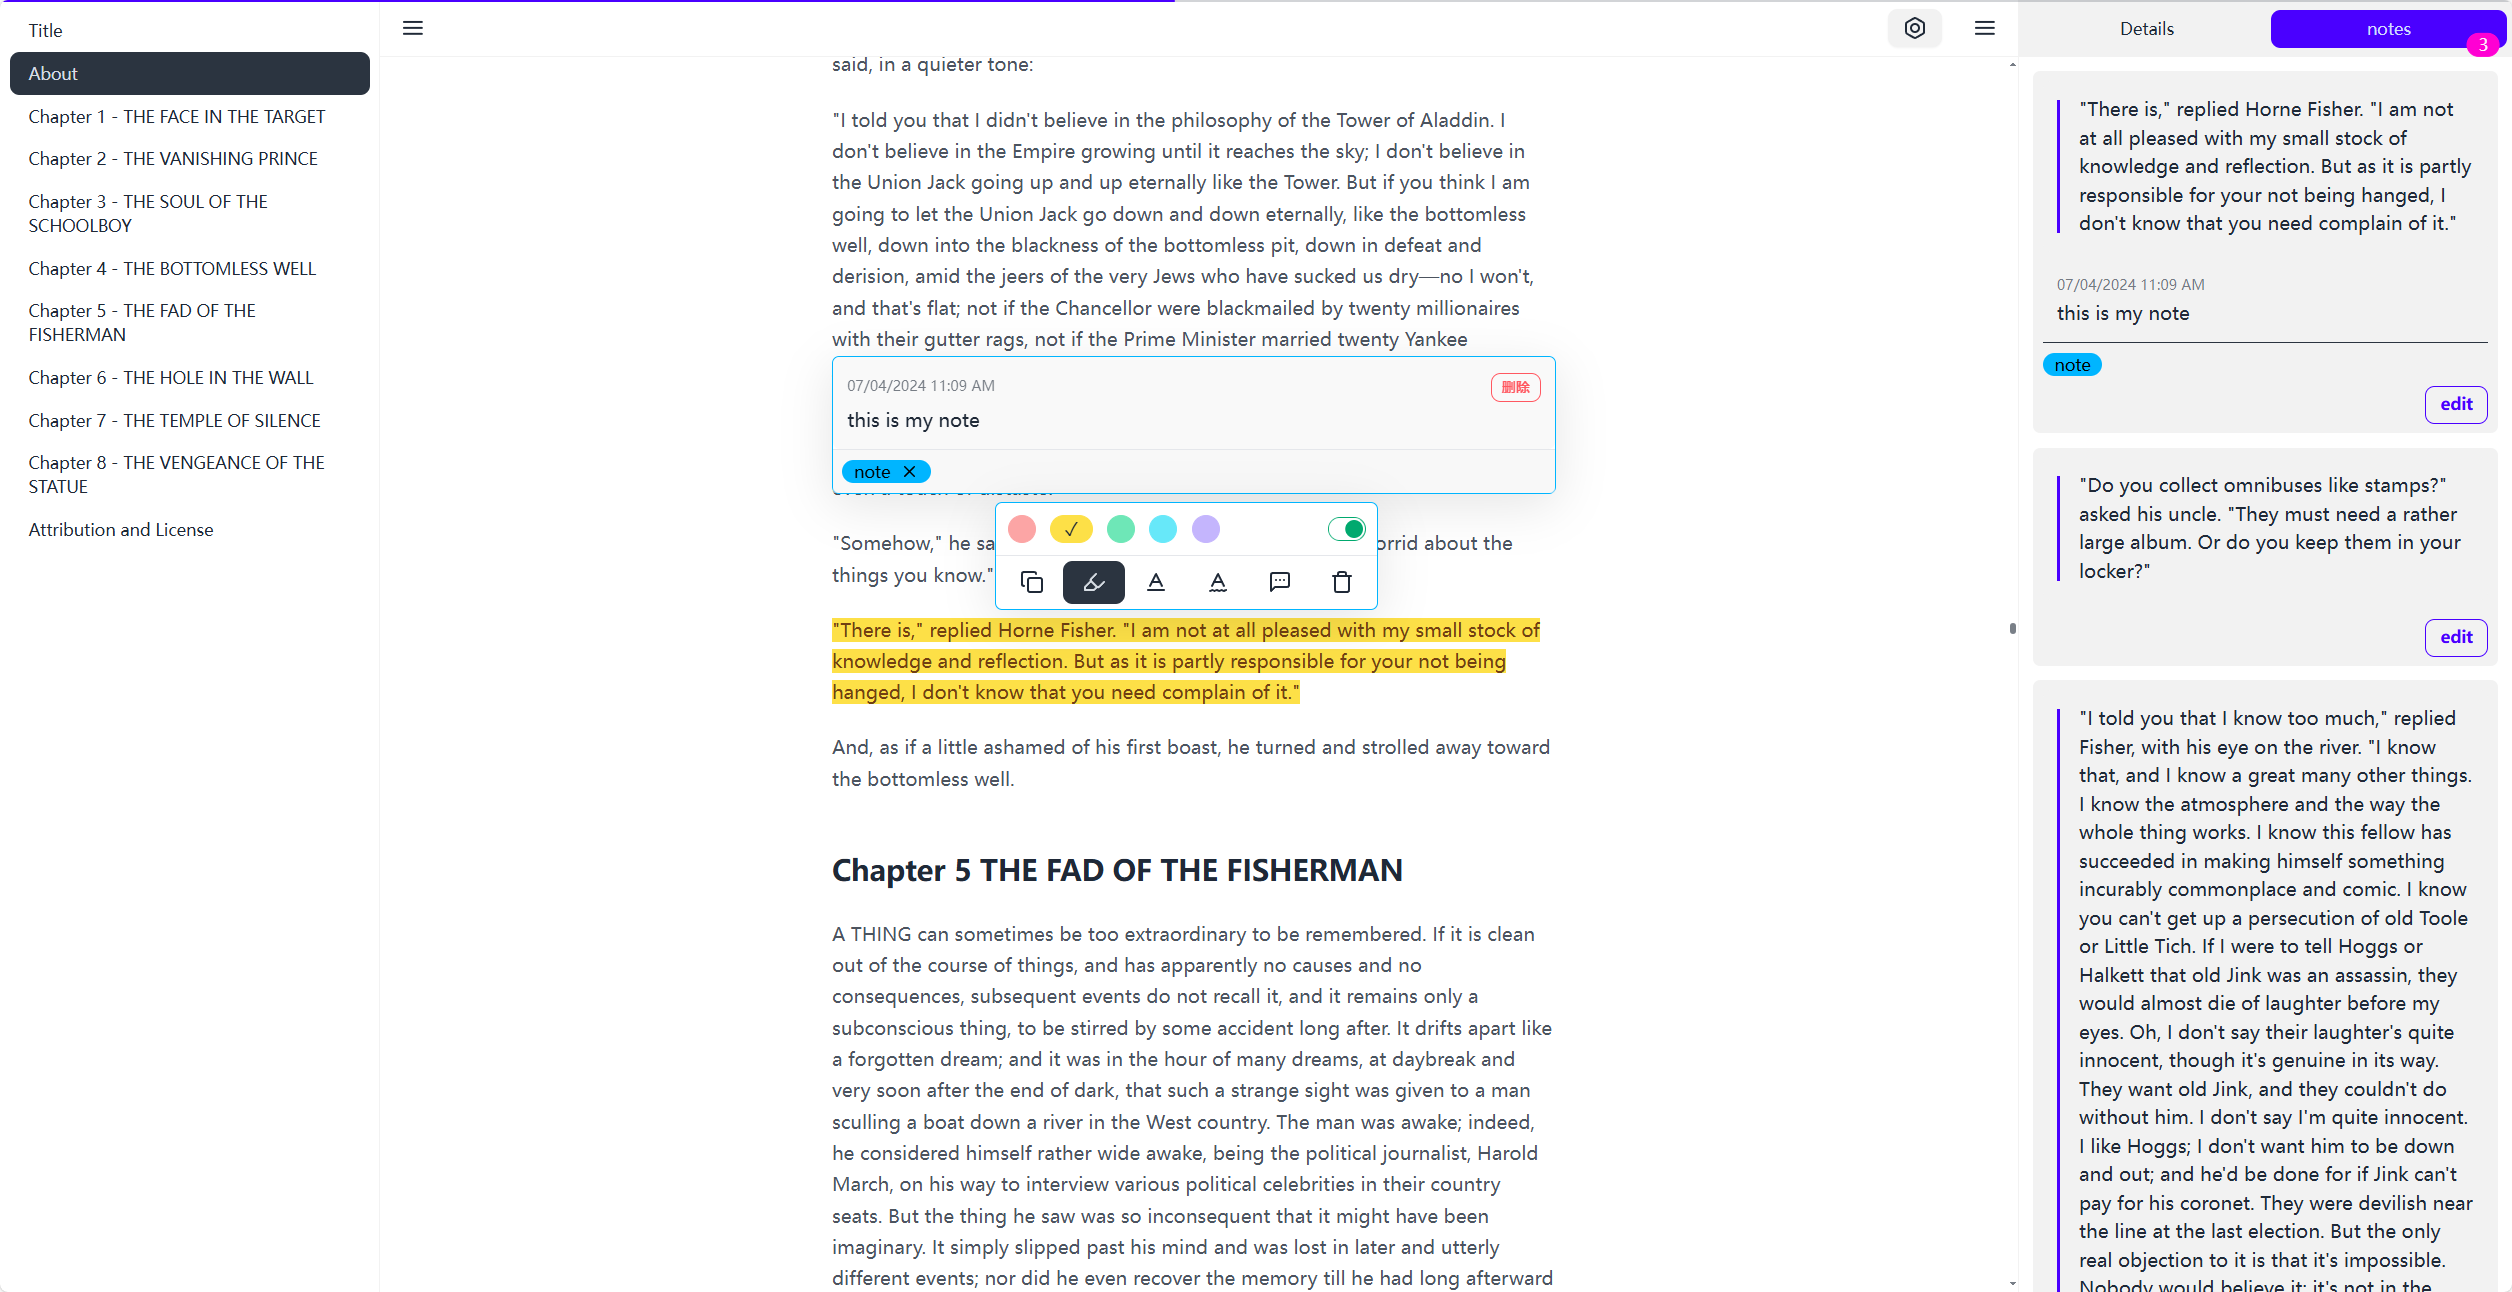 Title
About
Chapter 1 - THE FACE IN THE TARGET
Chapter 2 - THE VANISHING PRINCE
Chapter 3 - THE SOUL OF THE
SCHOOLBOY
Chapter 4 - THE BOTTOMLESS WELL
Chapter 5 - THE FAD OF THE
FISHERMAN
Chapter 6 - THE HOLE IN THE WALL
Chapter 7 - THE TEMPLE OF SILENCE
Chapter 8 - THE VENGEANCE OF THE
STATUE
Attribution and License
said, in a quieter tone:
"I told you that I didn't believe in the philosophy of the Tower of Aladdin. I
don't believe in the Empire growing until it reaches the sky; I don't believe in
the Union Jack going up and up eternally like the Tower. But if you think I am
going to let the Union Jack go down and down eternally, like the bottomless
well, down into the blackness of the bottomless pit, down in defeat and
derision, amid the jeers of the very Jews who have sucked us dry—no I won't,
and that's flat; not if the Chancellor were blackmailed by twenty millionaires
with their gutter rags, not if the Prime Minister married twenty Yankee
07/04/2024 11:09 AM
删除
this is my note
note
"Somehow," he sa
orrid about the
things you know."
"There is," replied Horne Fisher. "I am not at all pleased with my small stock of
knowledge and reflection. But as it is partly responsible for your not being
hanged, I don't know that you need complain of it."
And, as if a little ashamed of his first boast, he turned and strolled away toward
the bottomless well.
Chapter 5 THE FAD OF THE FISHERMAN
A THING can sometimes be too extraordinary to be remembered. If it is clean
out of the course of things, and has apparently no causes and no
consequences, subsequent events do not recall it, and it remains only a
subconscious thing, to be stirred by some accident long after. It drifts apart like
a forgotten dream; and it was in the hour of many dreams, at daybreak and
very soon after the end of dark, that such a strange sight was given to a man
sculling a boat down a river in the West country. The man was awake; indeed,
he considered himself rather wide awake, being the political journalist, Harold
March, on his way to interview various political celebrities in their country
seats. But the thing he saw was so inconsequent that it might have been
imaginary. It simply slipped past his mind and was lost in later and utterly
different events; nor did he even recover the memory till he had long afterward
Details
notes
3
"There is," replied Horne Fisher. "I am not
at all pleased with my small stock of
knowledge and reflection. But as it is partly
responsible for your not being hanged, I
don't know that you need complain of it."
07/04/2024 11:09 AM
this is my note
note
edit
"Do you collect omnibuses like stamps?"
asked his uncle. "They must need a rather
large album. Or do you keep them in your
locker?"
edit
"I told you that I know too much," replied
Fisher, with his eye on the river. "I know
that, and I know a great many other things.
I know the atmosphere and the way the
whole thing works. I know this fellow has
succeeded in making himself something
incurably commonplace and comic. I know
you can't get up a persecution of old Toole
or Little Tich. If I were to tell Hoggs or
Halkett that old Jink was an assassin, they
would almost die of laughter before my
eyes. Oh, I don't say their laughter's quite
innocent, though it's genuine in its way.
They want old Jink, and they couldn't do
without him. I don't say I'm quite innocent.
I like Hoggs; I don't want him to be down
and out; and he'd be done for if Jink can't
pay for his coronet. They were devilish near
the line at the last election. But the only
real objection to it is that it's impossible.
Nobody would believe it; it's not in the